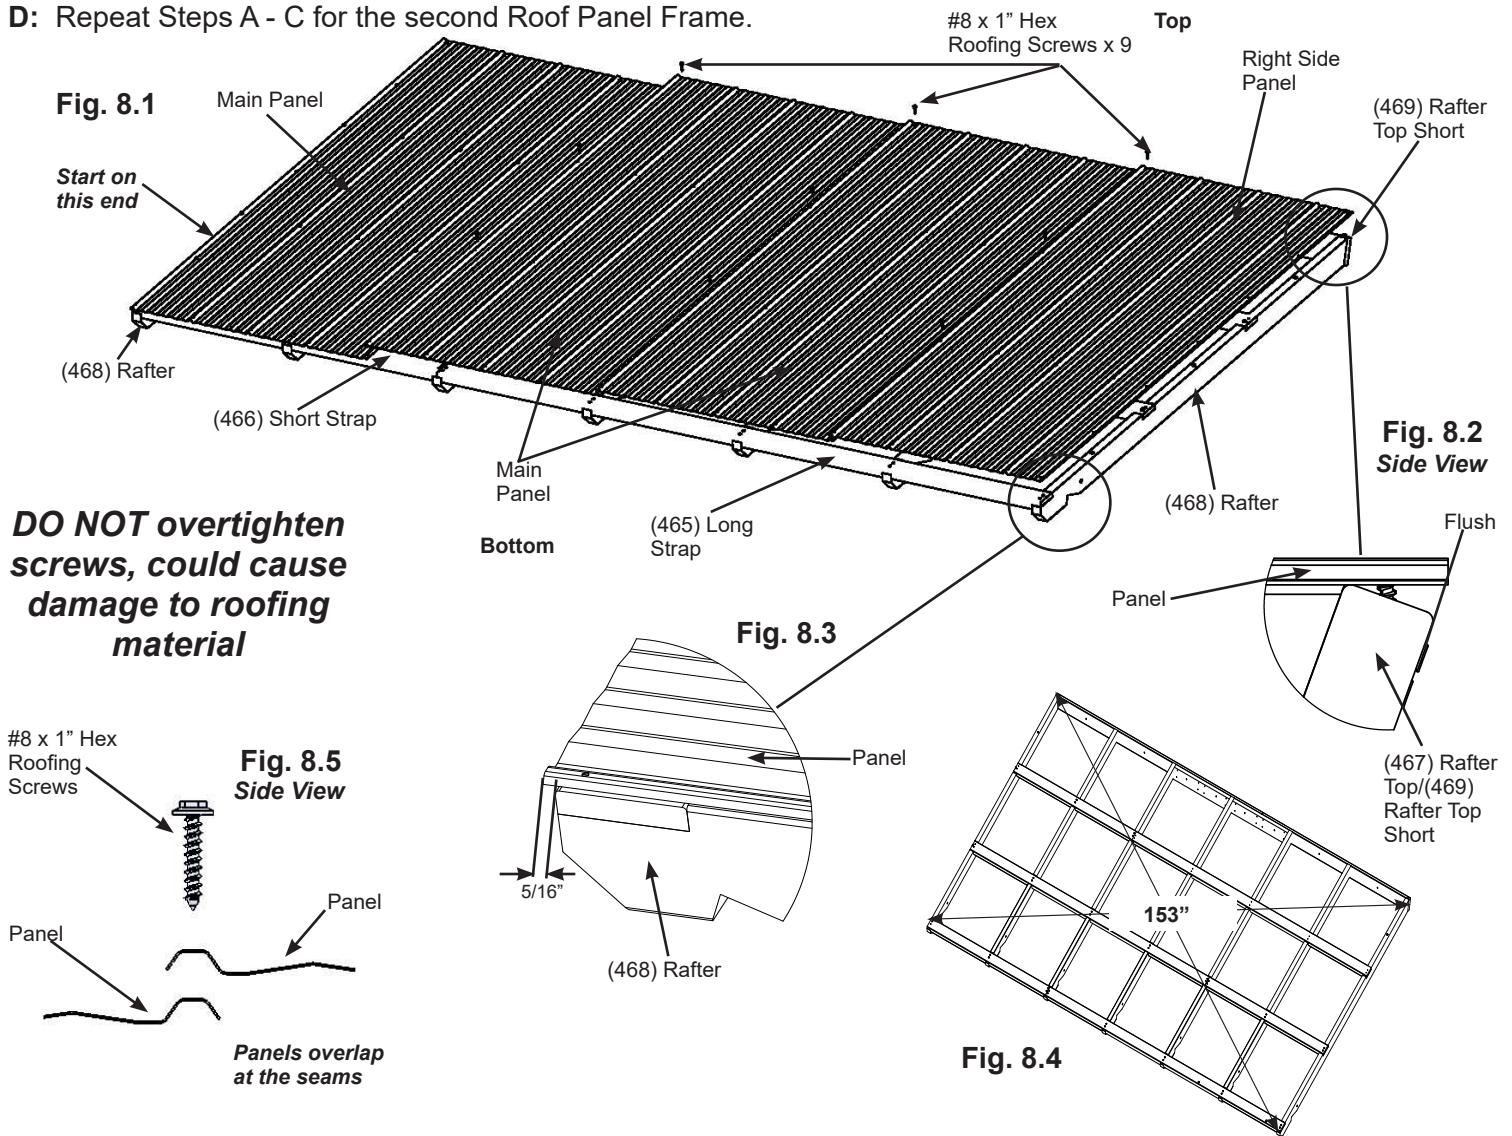 D: Repeat Steps A - C for the second Roof Panel Frame.
#8 x 1” Hex
Roofing Screws x 9
Top
Right Side
Panel
Fig. 8.1
Main Panel
(469) Rafter
Top Short
Start on
this end
(468) Rafter
(466) Short Strap
Main
Panel
(465) Long
Strap
Bottom
(468) Rafter
Fig. 8.2
Side View
Flush
Panel
(467) Rafter
Top/(469)
Rafter Top
Short
DO NOT overtighten
screws, could cause
damage to roofing
material
Fig. 8.3
Panel
5/16”
(468) Rafter
#8 x 1” Hex
Roofing
Screws
Fig. 8.5
Side View
Panel
Panel
Panels overlap
at the seams
153”
Fig. 8.4